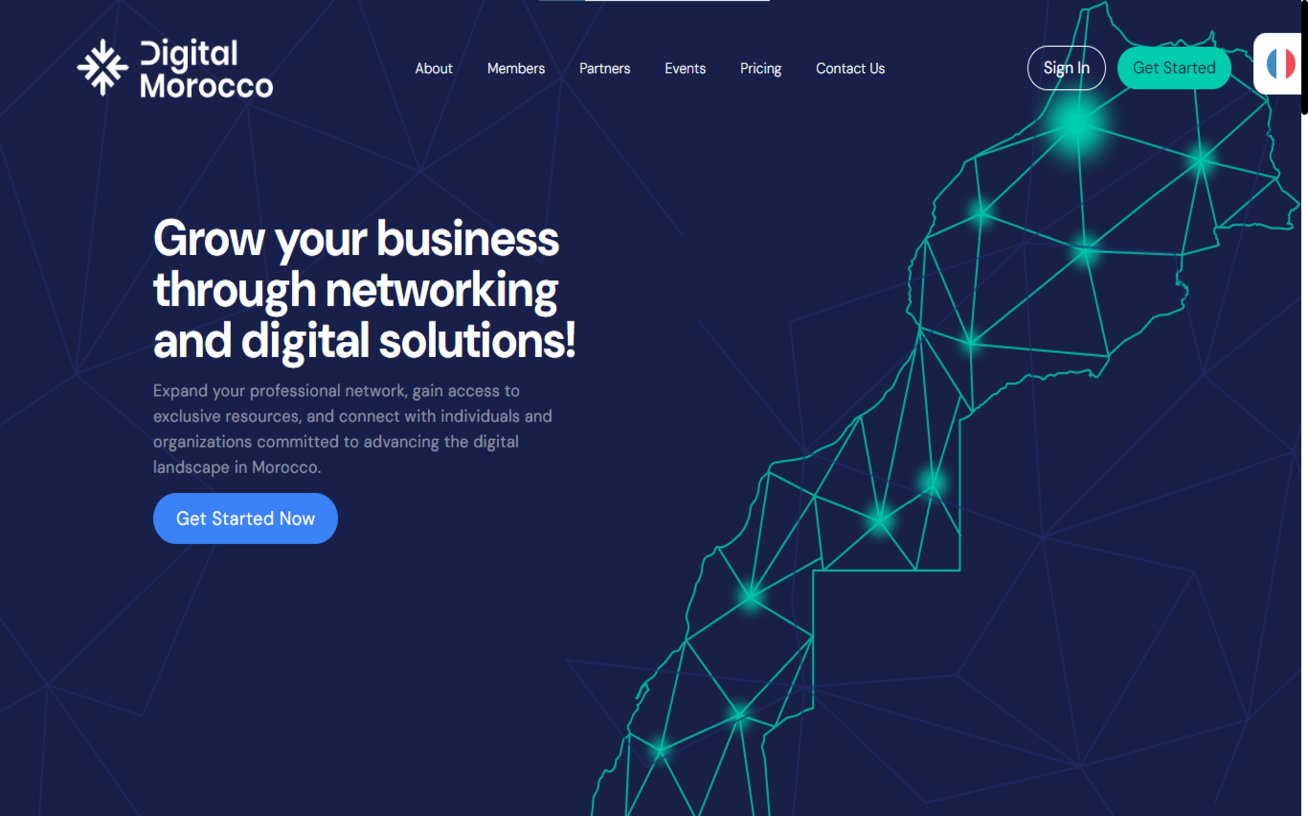 Digital
Morocco
About
Members
Partners
Events
Pricing
Contact Us
Sign In
Get Started
Grow your business
through networking
and digital solutions!
Expand your professional network, gain access to
exclusive resources, and connect with individuals and
organizations committed to advancing the digital
landscape in Morocco.
Get Started Now